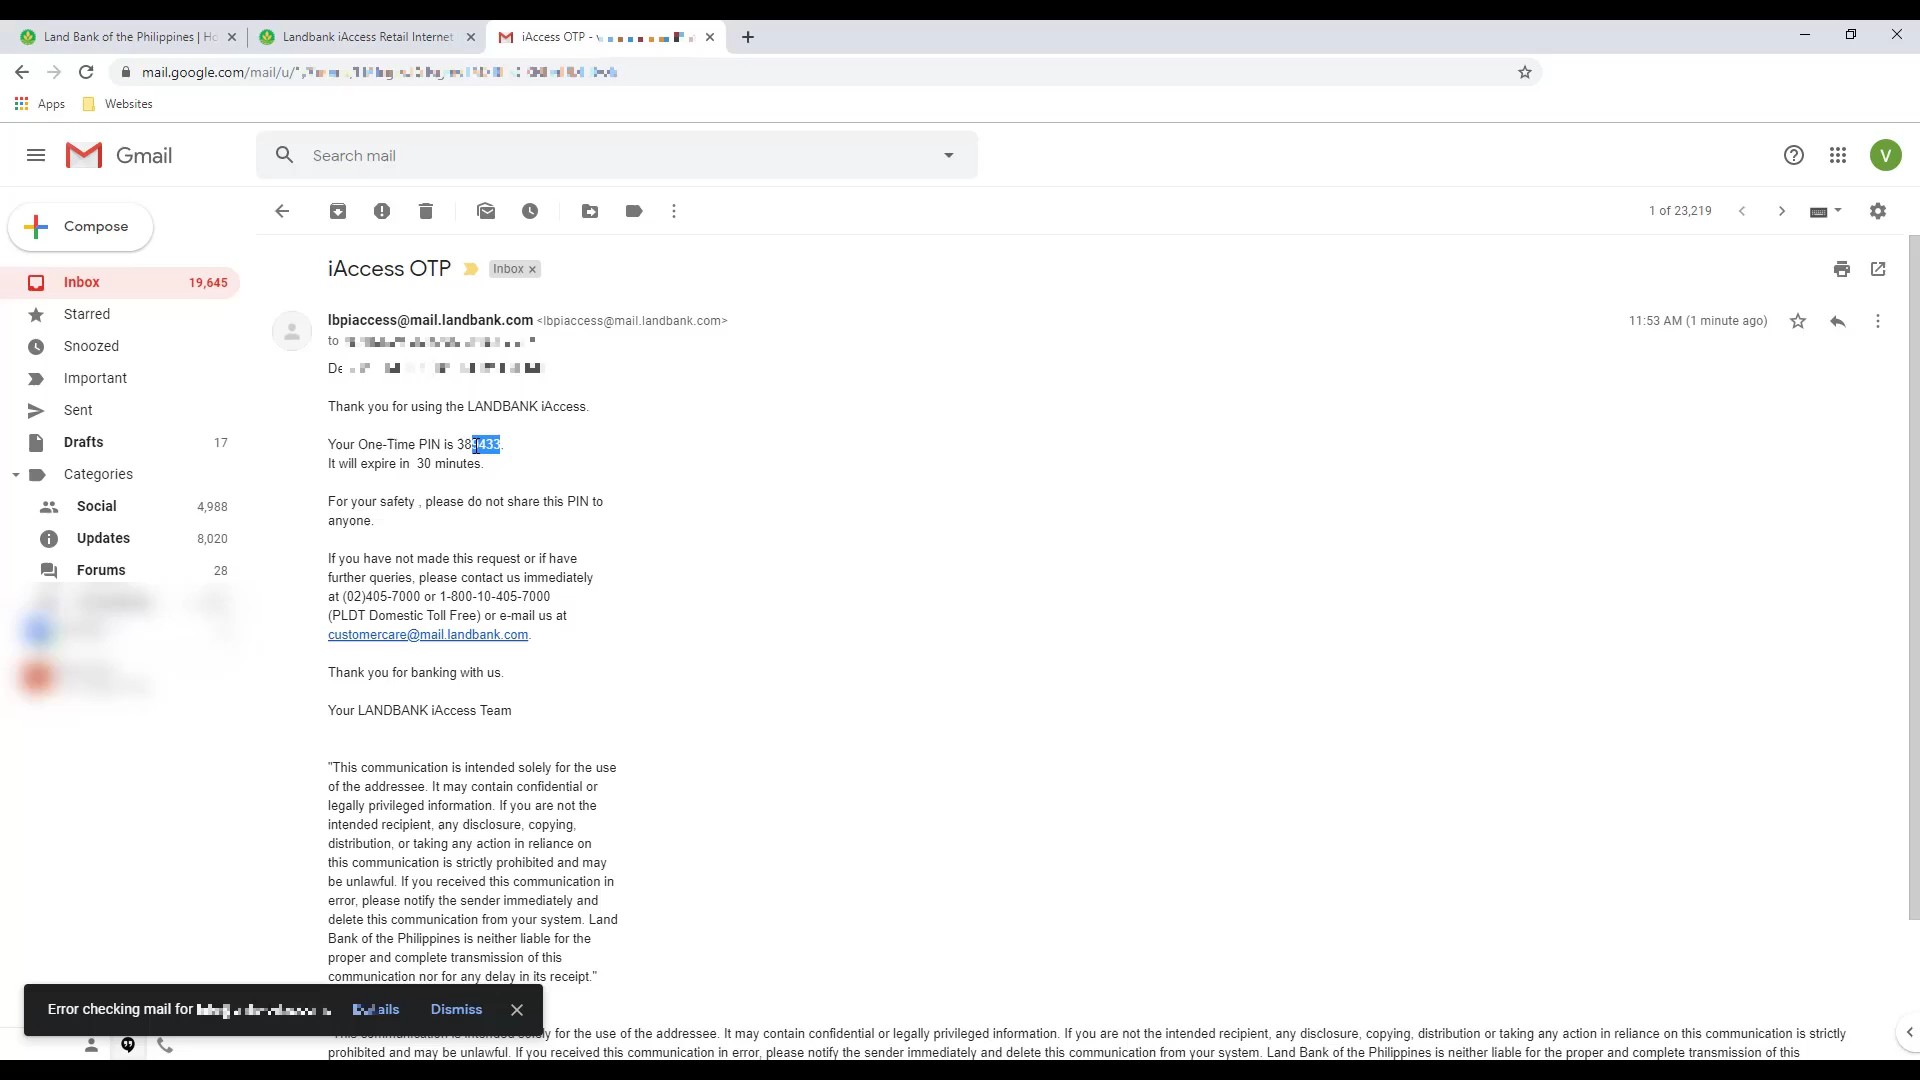 Land Bank of the Philippines | Ho
Landbank iAccess Retail Internet
iAccess OTP -
mail.google.com/mail/u/
Apps
Websites
Gmail
Search mail
V
Compose
1 of 23,219
Inbox 19,645
Starred
Snoozed
Important
Sent
Drafts 17
Categories
Social 4,988
Updates 8,020
Forums 28
iAccess OTP
Inbox ×
lbpiaccess@mail.landbank.com <lbpiaccess@mail.landbank.com>
11:53 AM (1 minute ago)
to
De
Thank you for using the LANDBANK iAccess.
Your One-Time PIN is
It will expire in 30 minutes.
For your safety , please do not share this PIN to
anyone.
If you have not made this request or if have
further queries, please contact us immediately
at (02)405-7000 or 1-800-10-405-7000
(PLDT Domestic Toll Free) or e-mail us at
customercare@mail.landbank.com.
Thank you for banking with us.
Your LANDBANK iAccess Team
"This communication is intended solely for the use
of the addressee. It may contain confidential or
legally privileged information. If you are not the
intended recipient, any disclosure, copying,
distribution, or taking any action in reliance on
this communication is strictly prohibited and may
be unlawful. If you received this communication in
error, please notify the sender immediately and
delete this communication from your system. Land
Bank of the Philippines is neither liable for the
proper and complete transmission of this
communication nor for any delay in its receipt."
Error checking mail for
Dismiss
for the use of the addressee. It may contain confidential or legally privileged information. If you are not the intended recipient, any disclosure, copying, distribution or taking any action in reliance on this communication is strictly
prohibited and may be unlawful. If you received this communication in error, please notify the sender immediately and delete this communication from your system. Land Bank of the Philippines is neither liable for the proper and complete transmission of this